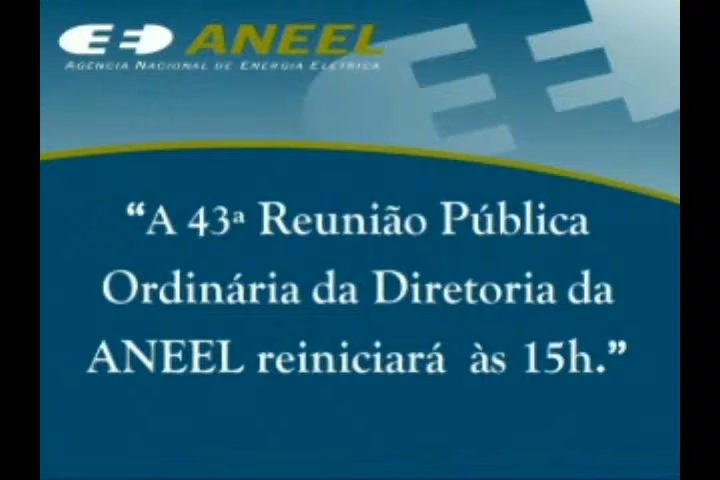 ANEEL
AGÊNCIA NACIONAL DE ENERGIA ELÉTRICA
“A 43ª Reunião Pública
Ordinária da Diretoria da
ANEEL reiniciará às 15h.”